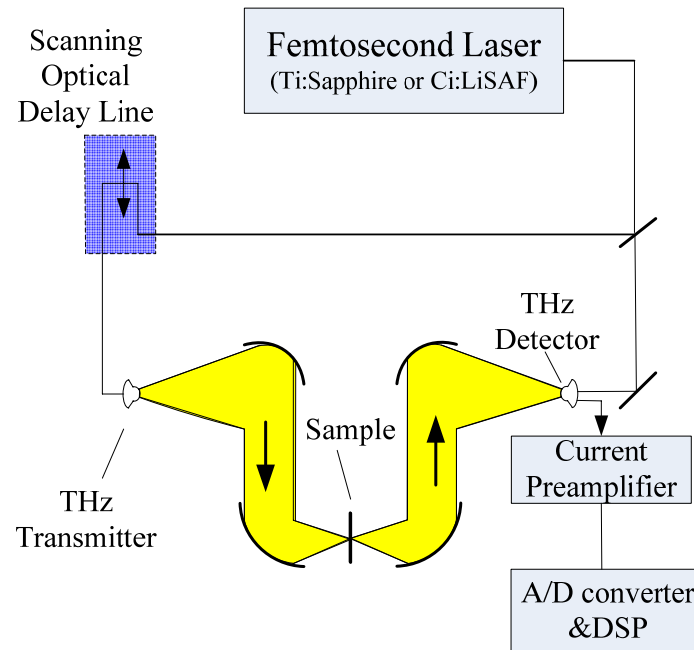 Scanning
Optical
Delay Line
Femtosecond Laser
(Ti:Sapphire or Ci:LiSAF)
THz
Detector
Sample
THz
Transmitter
Current
Preamplifier
A/D converter
&DSP